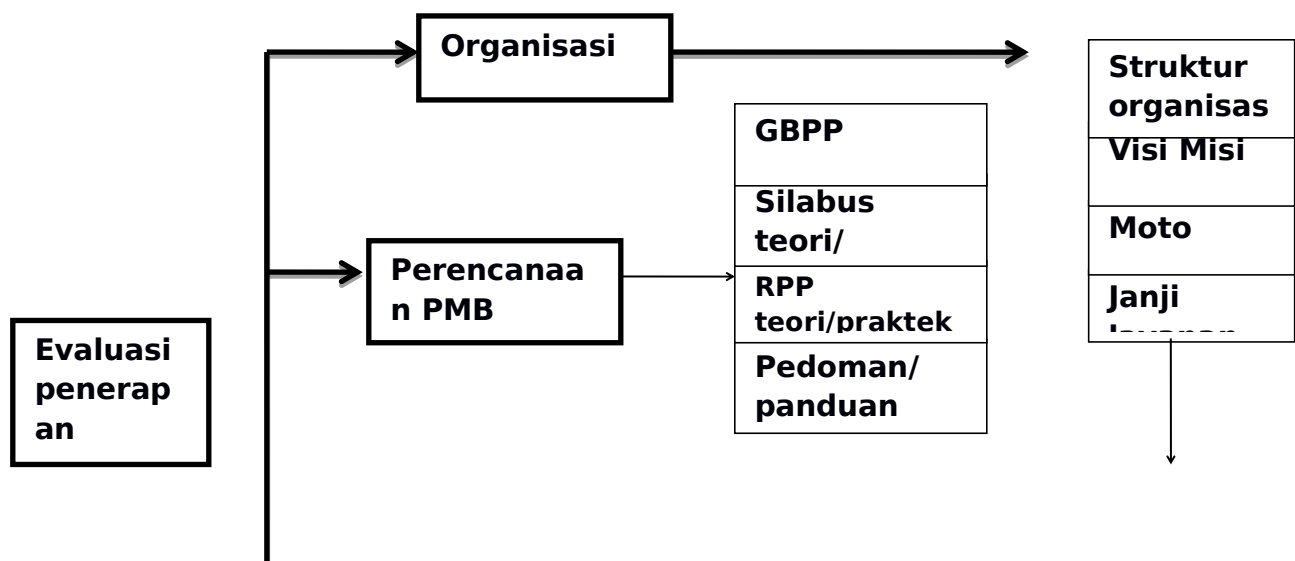 Organisasi
Struktur
organisas
Visi Misi
Moto
Janji
GBPP
Silabus
teori/
RPP
teori/praktek
Pedoman/
panduan
Perencanaa
n PMB
Evaluasi
penerap
an